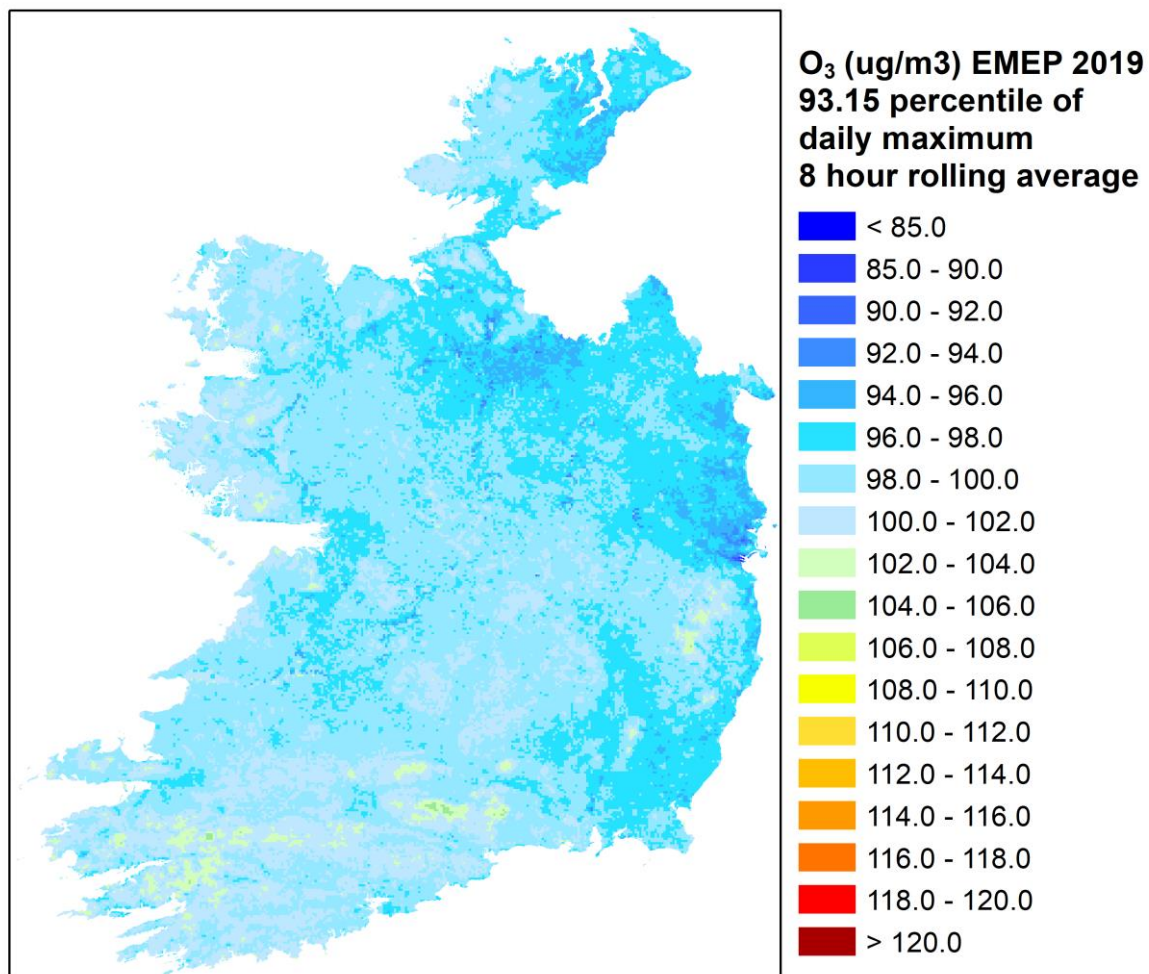 O₃ (ug/m3) EMEP 2019
93.15 percentile of
daily maximum
8 hour rolling average
< 85.0
85.0 - 90.0
90.0 - 92.0
92.0 - 94.0
94.0 - 96.0
96.0 - 98.0
98.0 - 100.0
100.0 - 102.0
102.0 - 104.0
104.0 - 106.0
106.0 - 108.0
108.0 - 110.0
110.0 - 112.0
112.0 - 114.0
114.0 - 116.0
116.0 - 118.0
118.0 - 120.0
> 120.0